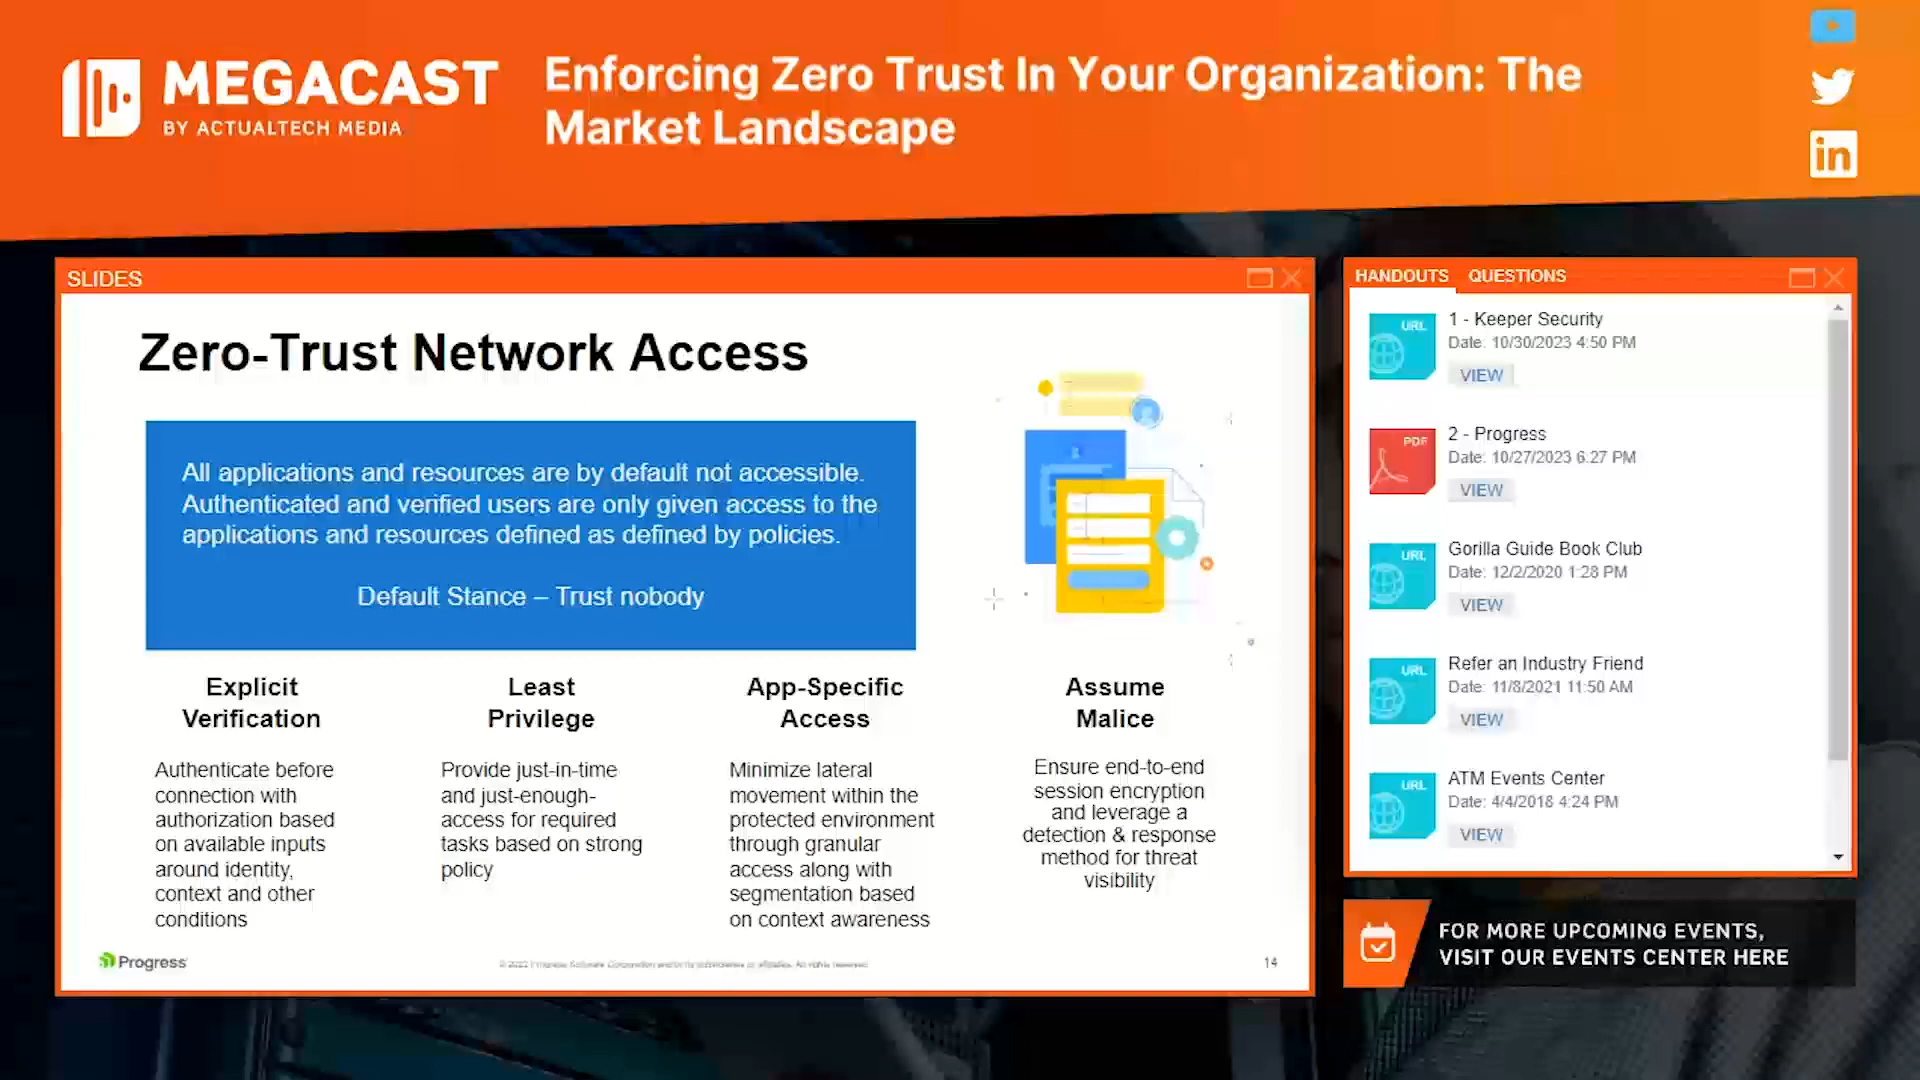 MEGACAST
BY ACTUALTECH MEDIA
Enforcing Zero Trust In Your Organization: The
Market Landscape
in
SLIDES
Zero-Trust Network Access
All applications and resources are by default not accessible.
Authenticated and verified users are only given access to the
applications and resources defined as defined by policies.
Default Stance – Trust nobody
Explicit
Verification
Authenticate before
connection with
authorization based
on available inputs
around identity,
context and other
conditions
Least
Privilege
Provide just-in-time
and just-enough-
access for required
tasks based on strong
policy
App-Specific
Access
Minimize lateral
movement within the
protected environment
through granular
access along with
segmentation based
on context awareness
Assume
Malice
Ensure end-to-end
session encryption
and leverage a
detection & response
method for threat
visibility
Progress
14
HANDOUTS QUESTIONS
URL
1 - Keeper Security
Date: 10/30/2023 4:50 PM
VIEW
PDF
2 - Progress
Date: 10/27/2023 6:27 PM
VIEW
URL
Gorilla Guide Book Club
Date: 12/2/2020 1:28 PM
VIEW
URL
Refer an Industry Friend
Date: 11/8/2021 11:50 AM
VIEW
URL
ATM Events Center
Date: 4/4/2018 4:24 PM
VIEW
FOR MORE UPCOMING EVENTS,
VISIT OUR EVENTS CENTER HERE